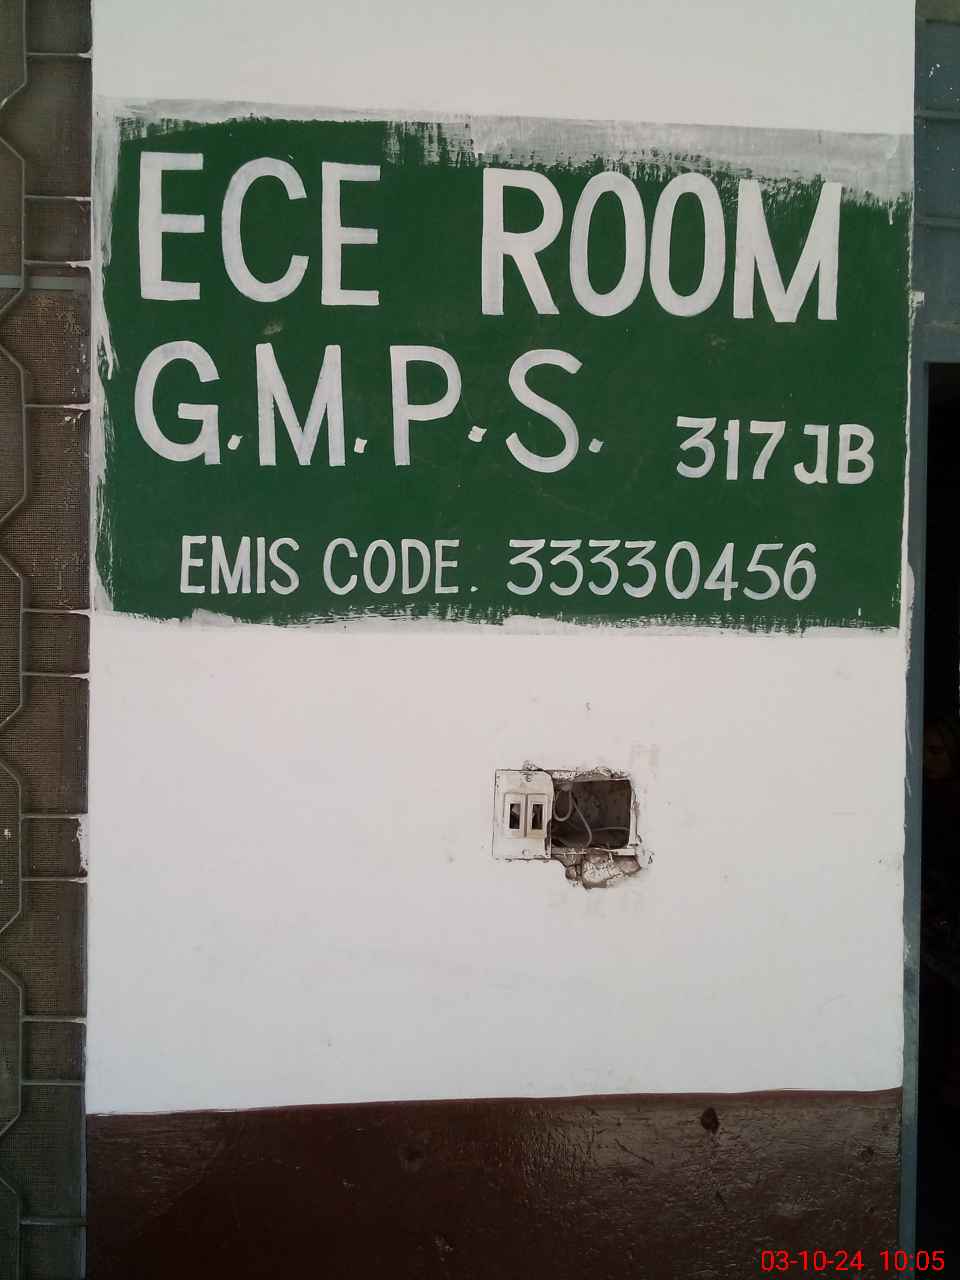 ECE ROOM
G.M.P.S. 317 JB
EMIS CODE. 33330456
03-10-24 10:05